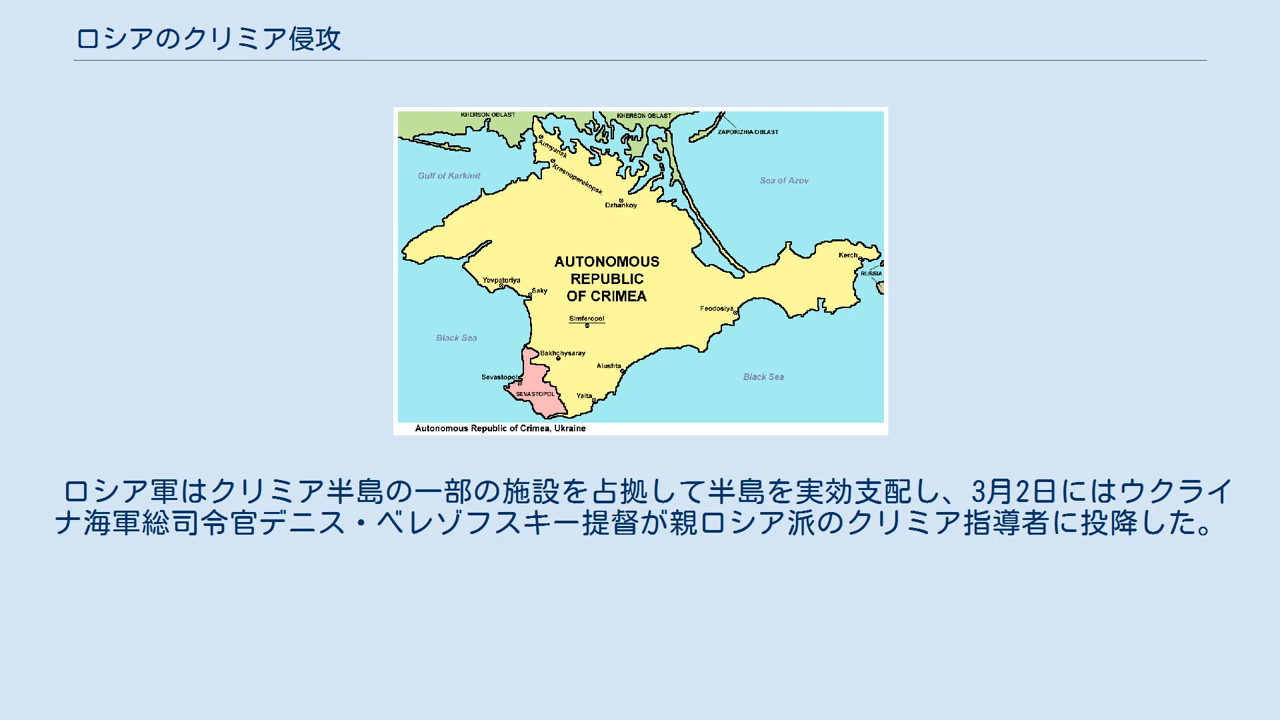 ロシアのクリミア侵攻
KHERSON OBLAST
KHERSON OBLAST
ZAPORIZHIA OBLAST
Armyansk
Krasnoperekopsk
Gulf of Karkinit
Sea of Azov
Dzhankoy
AUTONOMOUS
REPUBLIC
OF CRIMEA
Kerch
RUSSIA
Yevpatoriya
Saky
Feodosiya
Simferopol
Black Sea
Bakhchysaray
Alushta
Sevastopol
Black Sea
SEVASTOPOL
Yalta
Autonomous Republic of Crimea, Ukraine
ロシア軍はクリミア半島の一部の施設を占拠して半島を実効支配し、3月2日にはウクライ
ナ海軍総司令官デニス・ベレゾフスキー提督が親ロシア派のクリミア指導者に投降した。